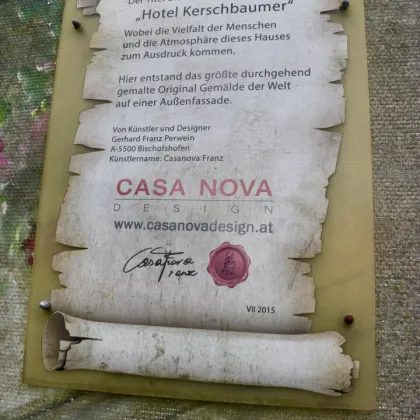 „Hotel Kerschbaumer“
Wobei die Vielfalt der Menschen
und die Atmosphäre dieses Hauses
zum Ausdruck kommen.
Hier entstand das größte durchgehend
gemalte Original Gemälde der Welt
auf einer Außenfassade.
Von Künstler und Designer
Gerhard Franz Perwein
A-5500 Bischofshofen
Künstlername: Casanova Franz
CASA NOVA
DESIGN
www.casanovadesign.at
Casanova
Franz
VII 2015